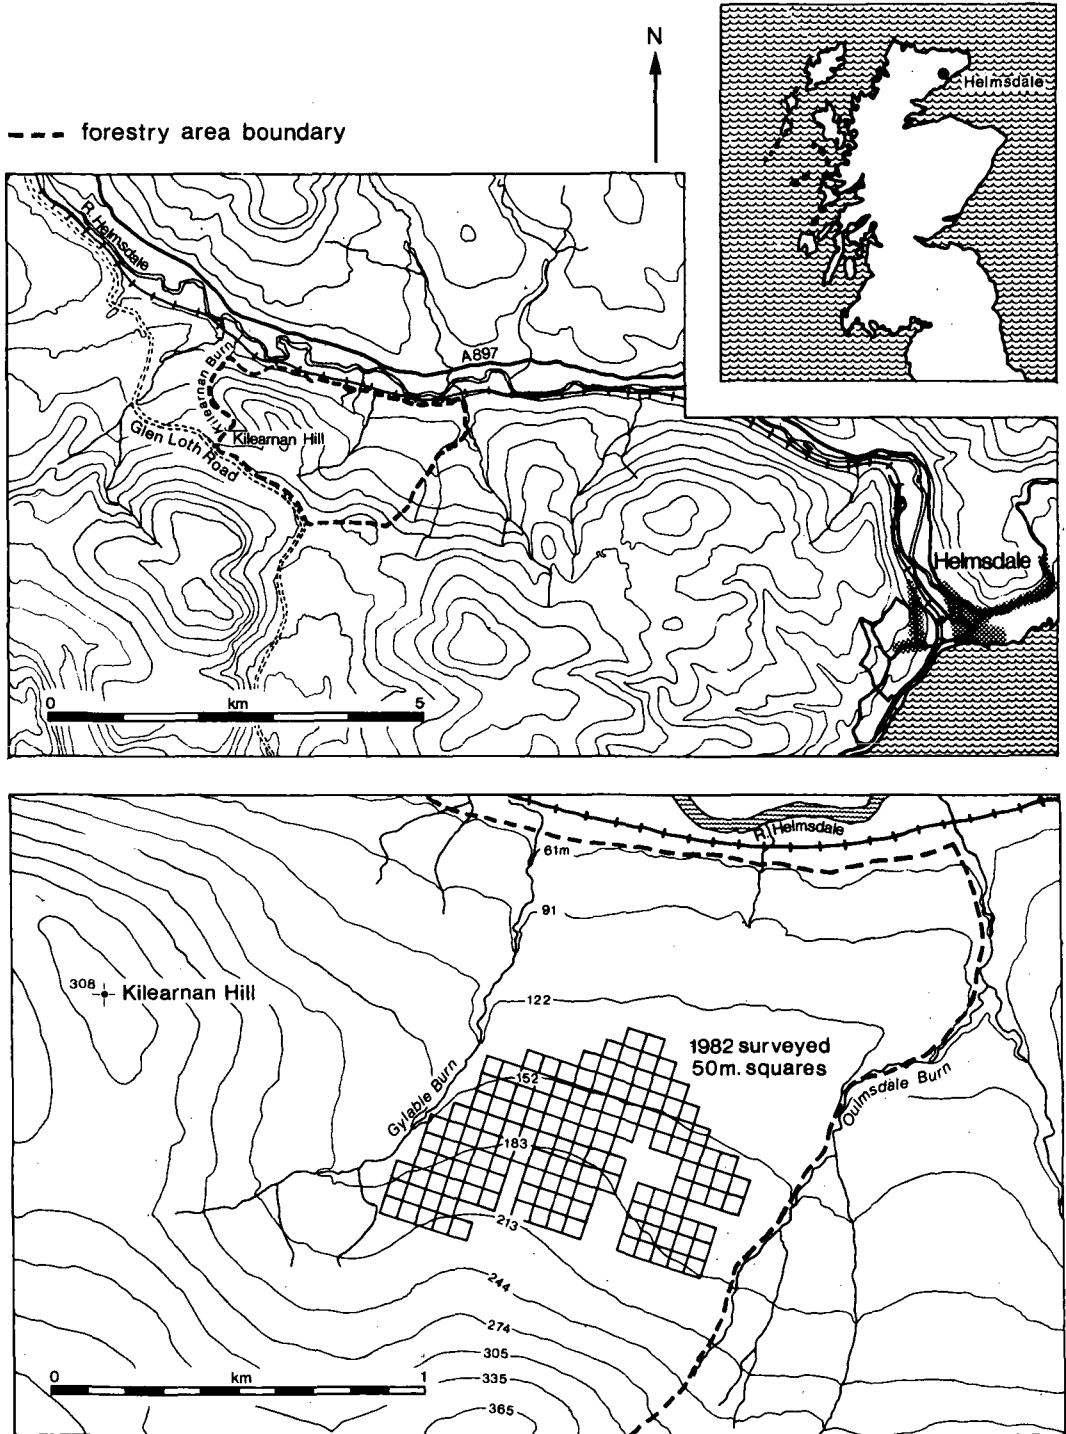 N
Helmsdale
forestry area boundary
R. Helmsdale
A897
Kilearnan Burn
Kilearnan Hill
Glen Loth Road
Helmsdale
0 km 5
R. Helmsdale
61m
91
308 Kilearnan Hill
122
1982 surveyed
50m. squares
152
Gylable Burn
Oulmsdale Burn
183
213
244
274
305
335
365
0 km 1